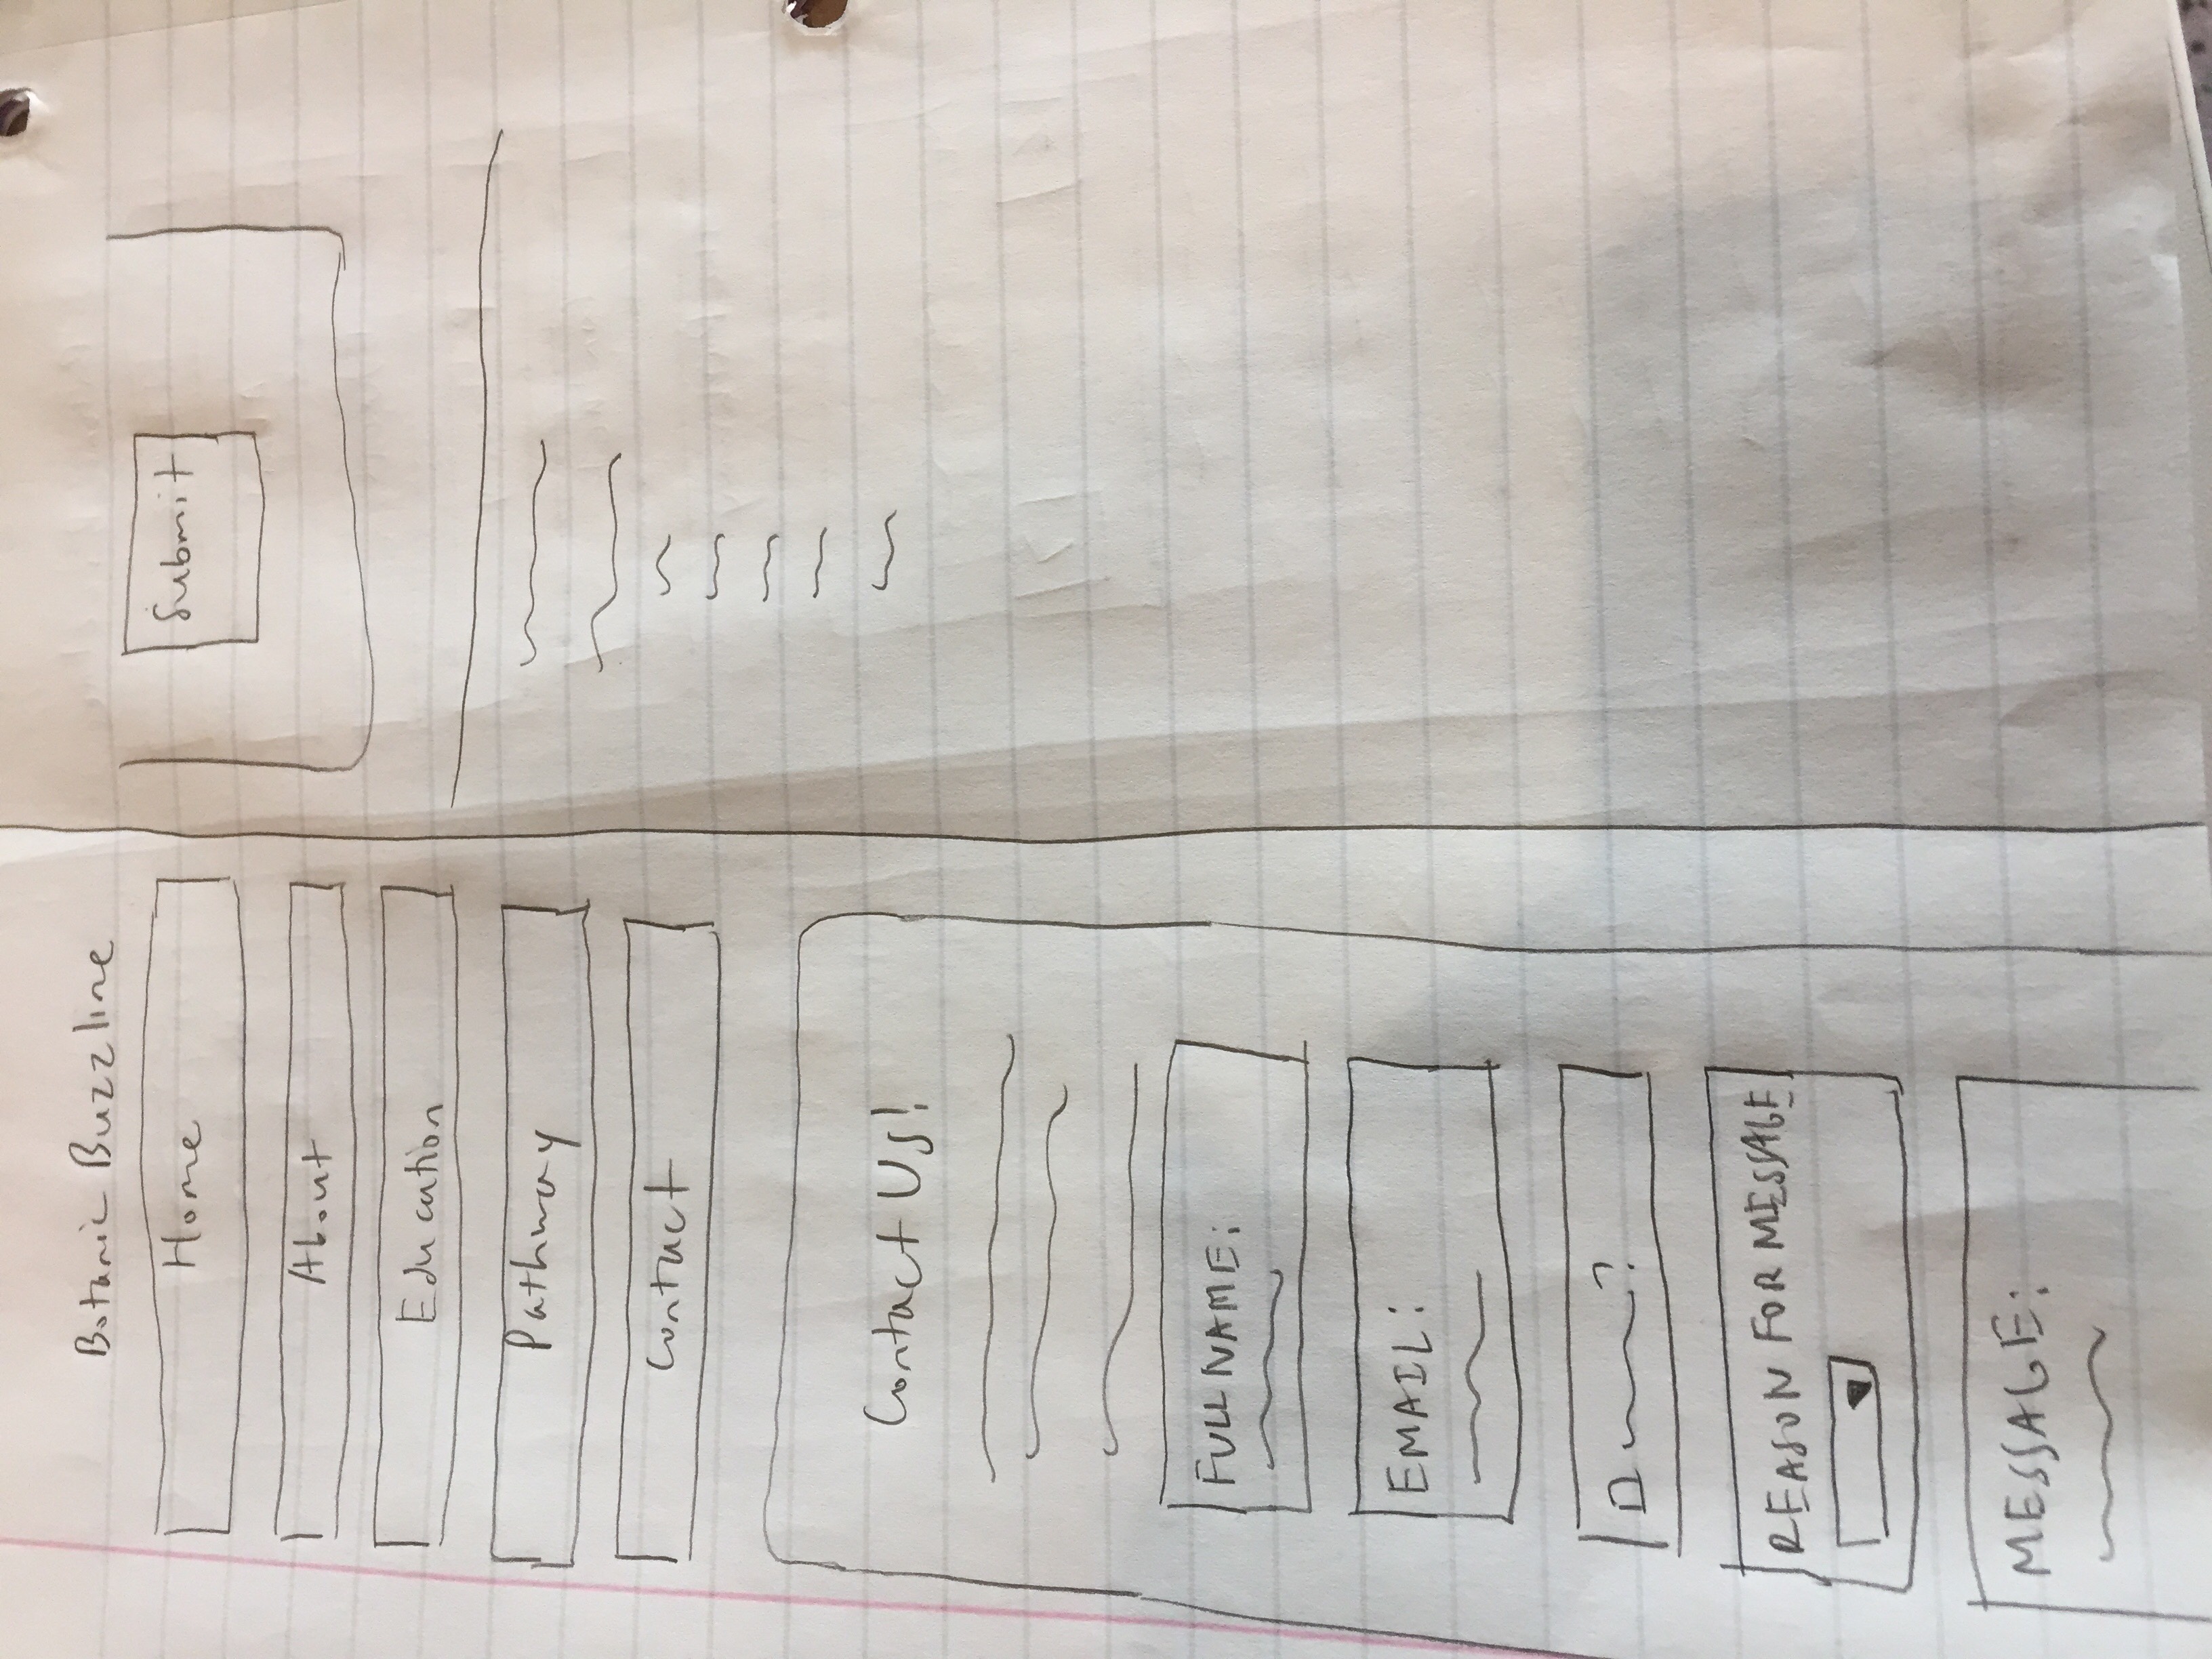 Botanic Buzzline
Home
About
Education
Pathway
Contact
Contact Us!
FULL NAME:
EMAIL:
?
REASON FOR MESSAGE
MESSAGE:
Submit